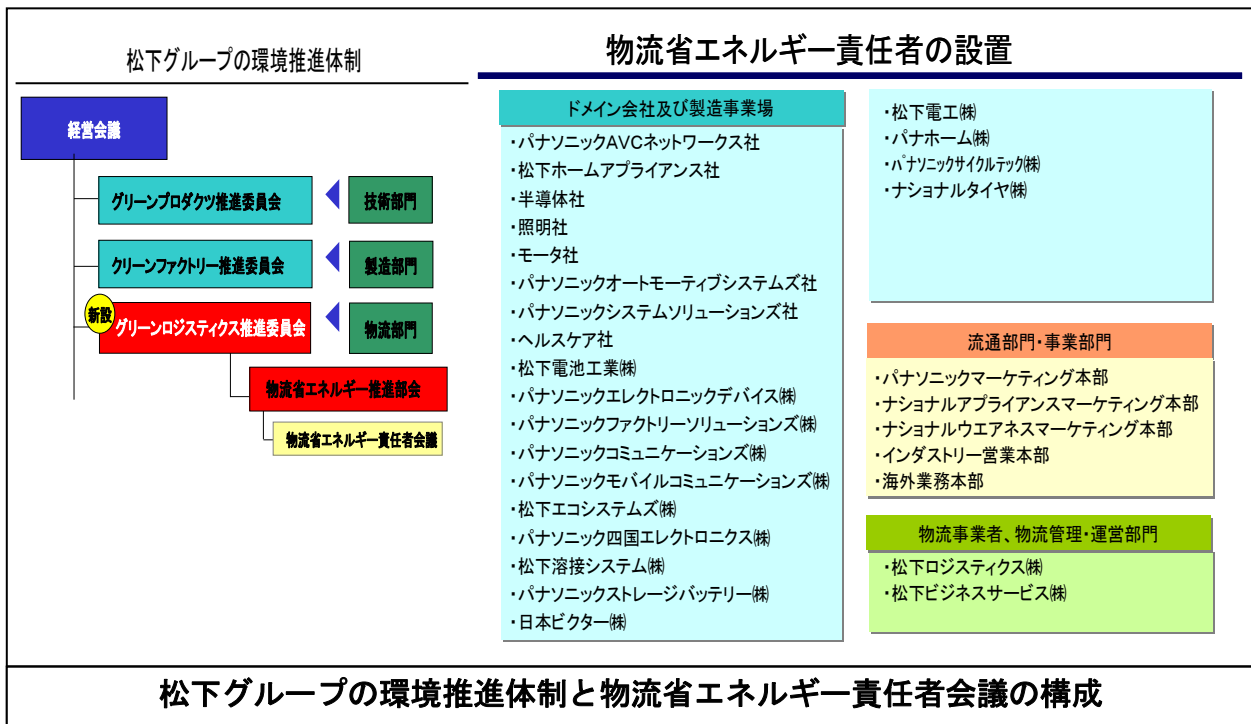 松下グループの環境推進体制
経営会議
グリーンプロダクツ推進委員会
技術部門
クリーンファクトリー推進委員会
製造部門
新設
グリーンロジスティクス推進委員会
物流部門
物流省エネルギー推進部会
物流省エネルギー責任者会議
物流省エネルギー責任者の設置
ドメイン会社及び製造事業場
・パナソニックAVCネットワークス社
・松下ホームアプライアンス社
・半導体社
・照明社
・モータ社
・パナソニックオートモーティブシステムズ社
・パナソニックシステムソリューションズ社
・ヘルスケア社
・松下電池工業㈱
・パナソニックエレクトロニックデバイス㈱
・パナソニックファクトリーソリューションズ㈱
・パナソニックコミュニケーションズ㈱
・パナソニックモバイルコミュニケーションズ㈱
・松下エコシステムズ㈱
・パナソニック四国エレクトロニクス㈱
・松下溶接システム㈱
・パナソニックストレージバッテリー㈱
・日本ビクター㈱
・松下電工㈱
・パナホーム㈱
・パナソニックサイクルテック㈱
・ナショナルタイヤ㈱
流通部門・事業部門
・パナソニックマーケティング本部
・ナショナルアプライアンスマーケティング本部
・ナショナルウエアネスマーケティング本部
・インダストリー営業本部
・海外業務本部
物流事業者、物流管理・運営部門
・松下ロジスティクス㈱
・松下ビジネスサービス㈱
松下グループの環境推進体制と物流省エネルギー責任者会議の構成